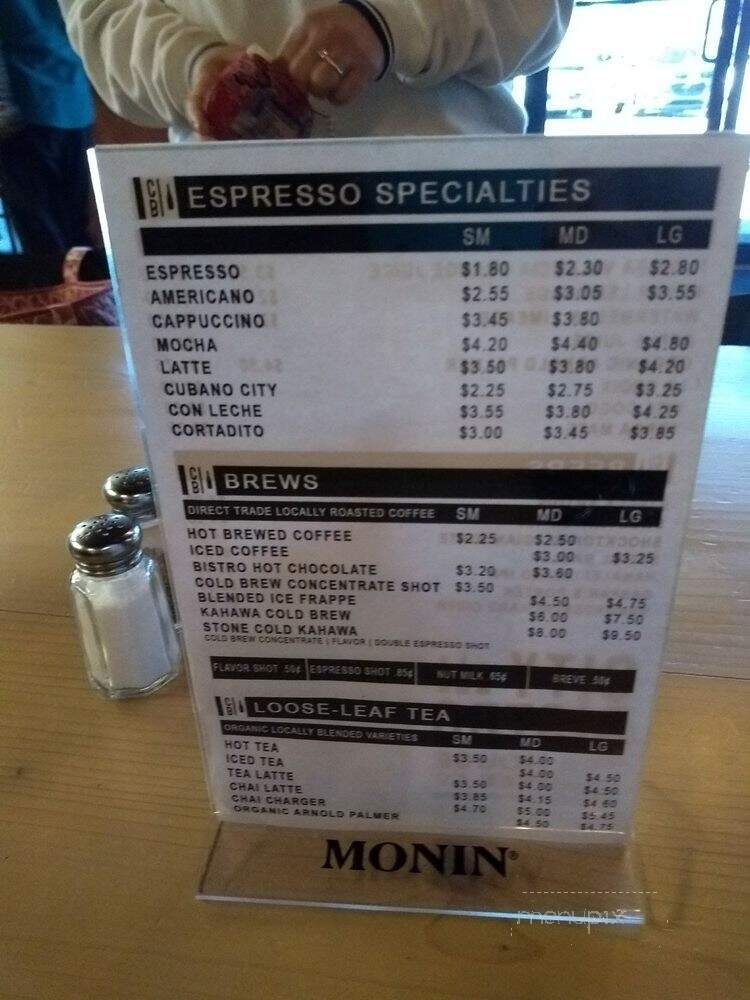 CB ESPRESSO SPECIALTIES
SM MD LG
ESPRESSO $1.80 $2.30 $2.80
AMERICANO $2.55 $3.05 $3.55
CAPPUCCINO $3.45 $3.80
MOCHA $4.20 $4.40 $4.80
LATTE $3.50 $3.80 $4.20
CUBANO CITY $2.25 $2.75 $3.25
CON LECHE $3.55 $3.80 $4.25
CORTADITO $3.00 $3.45 $3.85
CB BREWS
DIRECT TRADE LOCALLY ROASTED COFFEE SM MD LG
HOT BREWED COFFEE $2.25 $2.50
ICED COFFEE $3.00 $3.25
BISTRO HOT CHOCOLATE $3.20 $3.60
COLD BREW CONCENTRATE SHOT $3.50
BLENDED ICE FRAPPE $4.50 $4.75
KAHAWA COLD BREW $6.00 $7.50
STONE COLD KAHAWA $8.00 $9.50
COLD BREW CONCENTRATE | FLAVOR | DOUBLE ESPRESSO SHOT
FLAVOR SHOT .50¢ ESPRESSO SHOT .85¢ NUT MILK .65¢ BREVE .50¢
CB LOOSE-LEAF TEA
ORGANIC LOCALLY BLENDED VARIETIES SM MD LG
HOT TEA $3.50 $4.00
ICED TEA $4.00 $4.50
TEA LATTE $3.50 $4.00 $4.50
CHAI LATTE $3.85 $4.15 $4.60
CHAI CHARGER $4.70 $5.00 $5.45
ORGANIC ARNOLD PALMER $4.50 $4.75
MONIN®
menupix